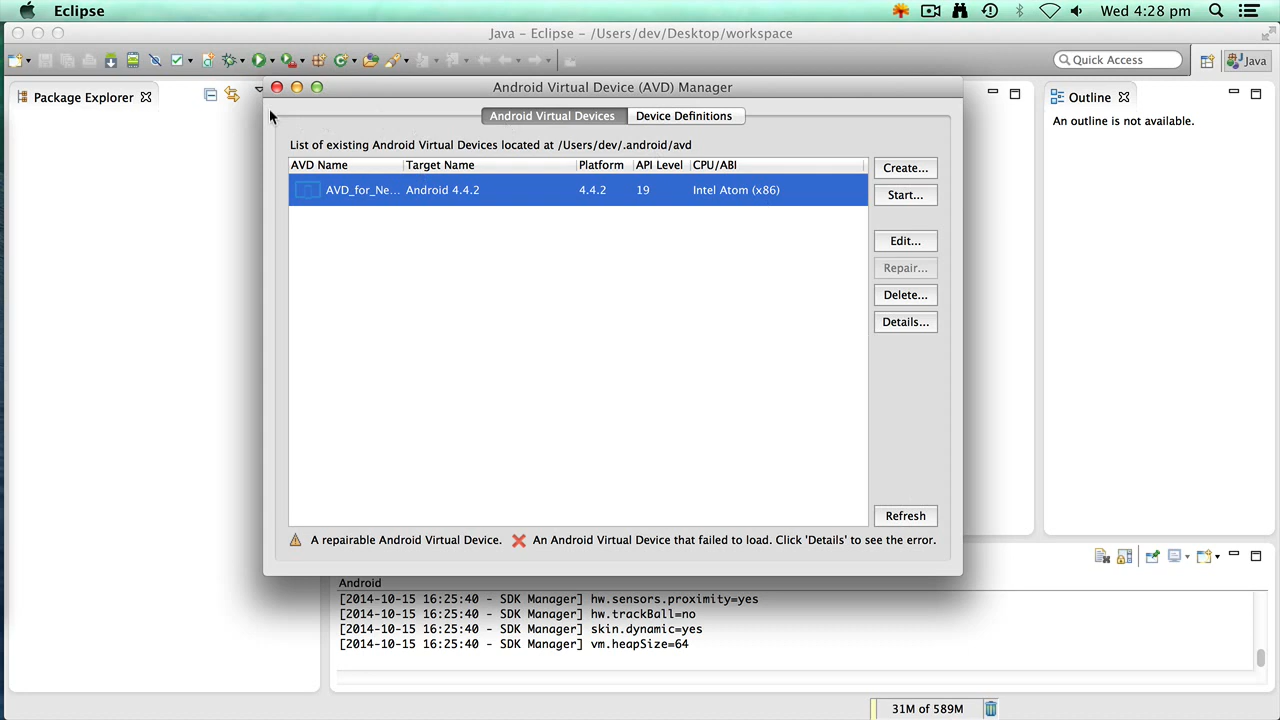 Eclipse
Wed 4:28 pm
Java – Eclipse – /Users/dev/Desktop/workspace
Quick Access
Java
Package Explorer
Android Virtual Device (AVD) Manager
Outline
An outline is not available.
Android Virtual Devices
Device Definitions
List of existing Android Virtual Devices located at /Users/dev/.android/avd
AVD Name Target Name Platform API Level CPU/ABI
AVD_for_Ne... Android 4.4.2 4.4.2 19 Intel Atom (x86)
Create...
Start...
Edit...
Repair...
Delete...
Details...
Refresh
A repairable Android Virtual Device. An Android Virtual Device that failed to load. Click 'Details' to see the error.
Android
[2014-10-15 16:25:40 - SDK Manager] hw.sensors.proximity=yes
[2014-10-15 16:25:40 - SDK Manager] hw.trackBall=no
[2014-10-15 16:25:40 - SDK Manager] skin.dynamic=yes
[2014-10-15 16:25:40 - SDK Manager] vm.heapSize=64
31M of 589M